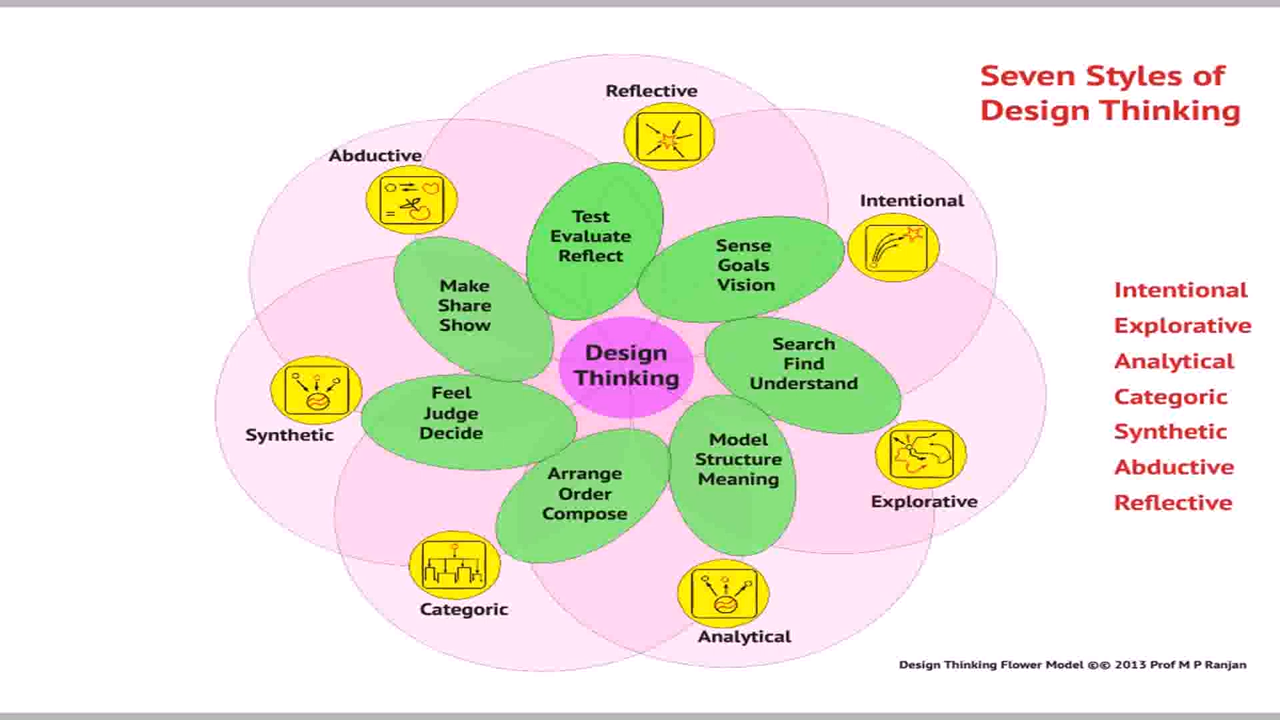 Seven Styles of
Design Thinking
Reflective
Abductive
Intentional
Test
Evaluate
Reflect
Sense
Goals
Vision
Make
Share
Show
Search
Find
Understand
Design
Thinking
Feel
Judge
Decide
Synthetic
Model
Structure
Meaning
Arrange
Order
Compose
Explorative
Categoric
Analytical
Intentional
Explorative
Analytical
Categoric
Synthetic
Abductive
Reflective
Design Thinking Flower Model ©© 2013 Prof M P Ranjan